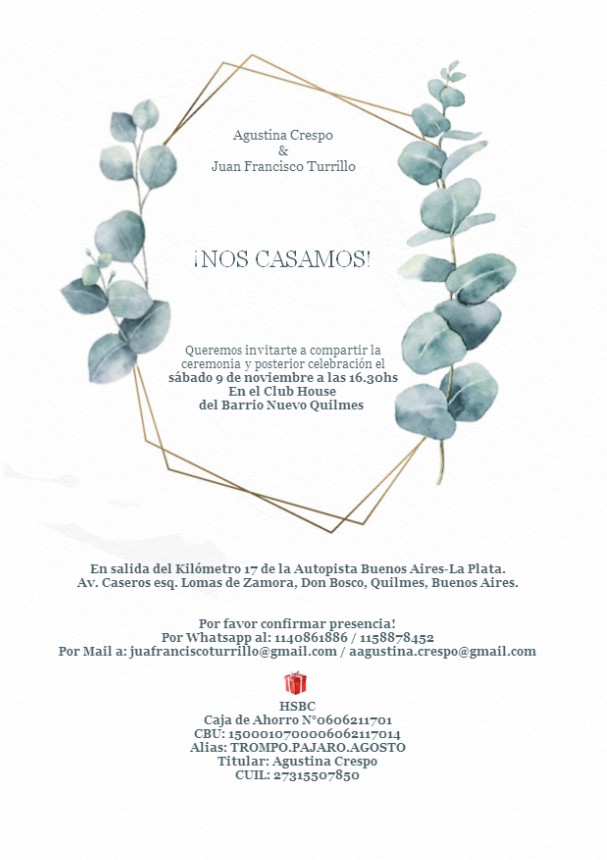 Agustina Crespo
&
Juan Francisco Turrillo
¡NOS CASAMOS!
Queremos invitarte a compartir la
ceremonia y posterior celebración el
sábado 9 de noviembre a las 16.30hs
En el Club House
del Barrio Nuevo Quilmes
En salida del Kilómetro 17 de la Autopista Buenos Aires-La Plata.
Av. Caseros esq. Lomas de Zamora, Don Bosco, Quilmes, Buenos Aires.
Por favor confirmar presencia!
Por Whatsapp al: 1140861886 / 1158878452
Por Mail a: juafranciscoturrillo@gmail.com / aagustina.crespo@gmail.com
HSBC
Caja de Ahorro N°0606211701
CBU: 1500010700006062117014
Alias: TROMPO.PAJARO.AGOSTO
Titular: Agustina Crespo
CUIL: 27315507850